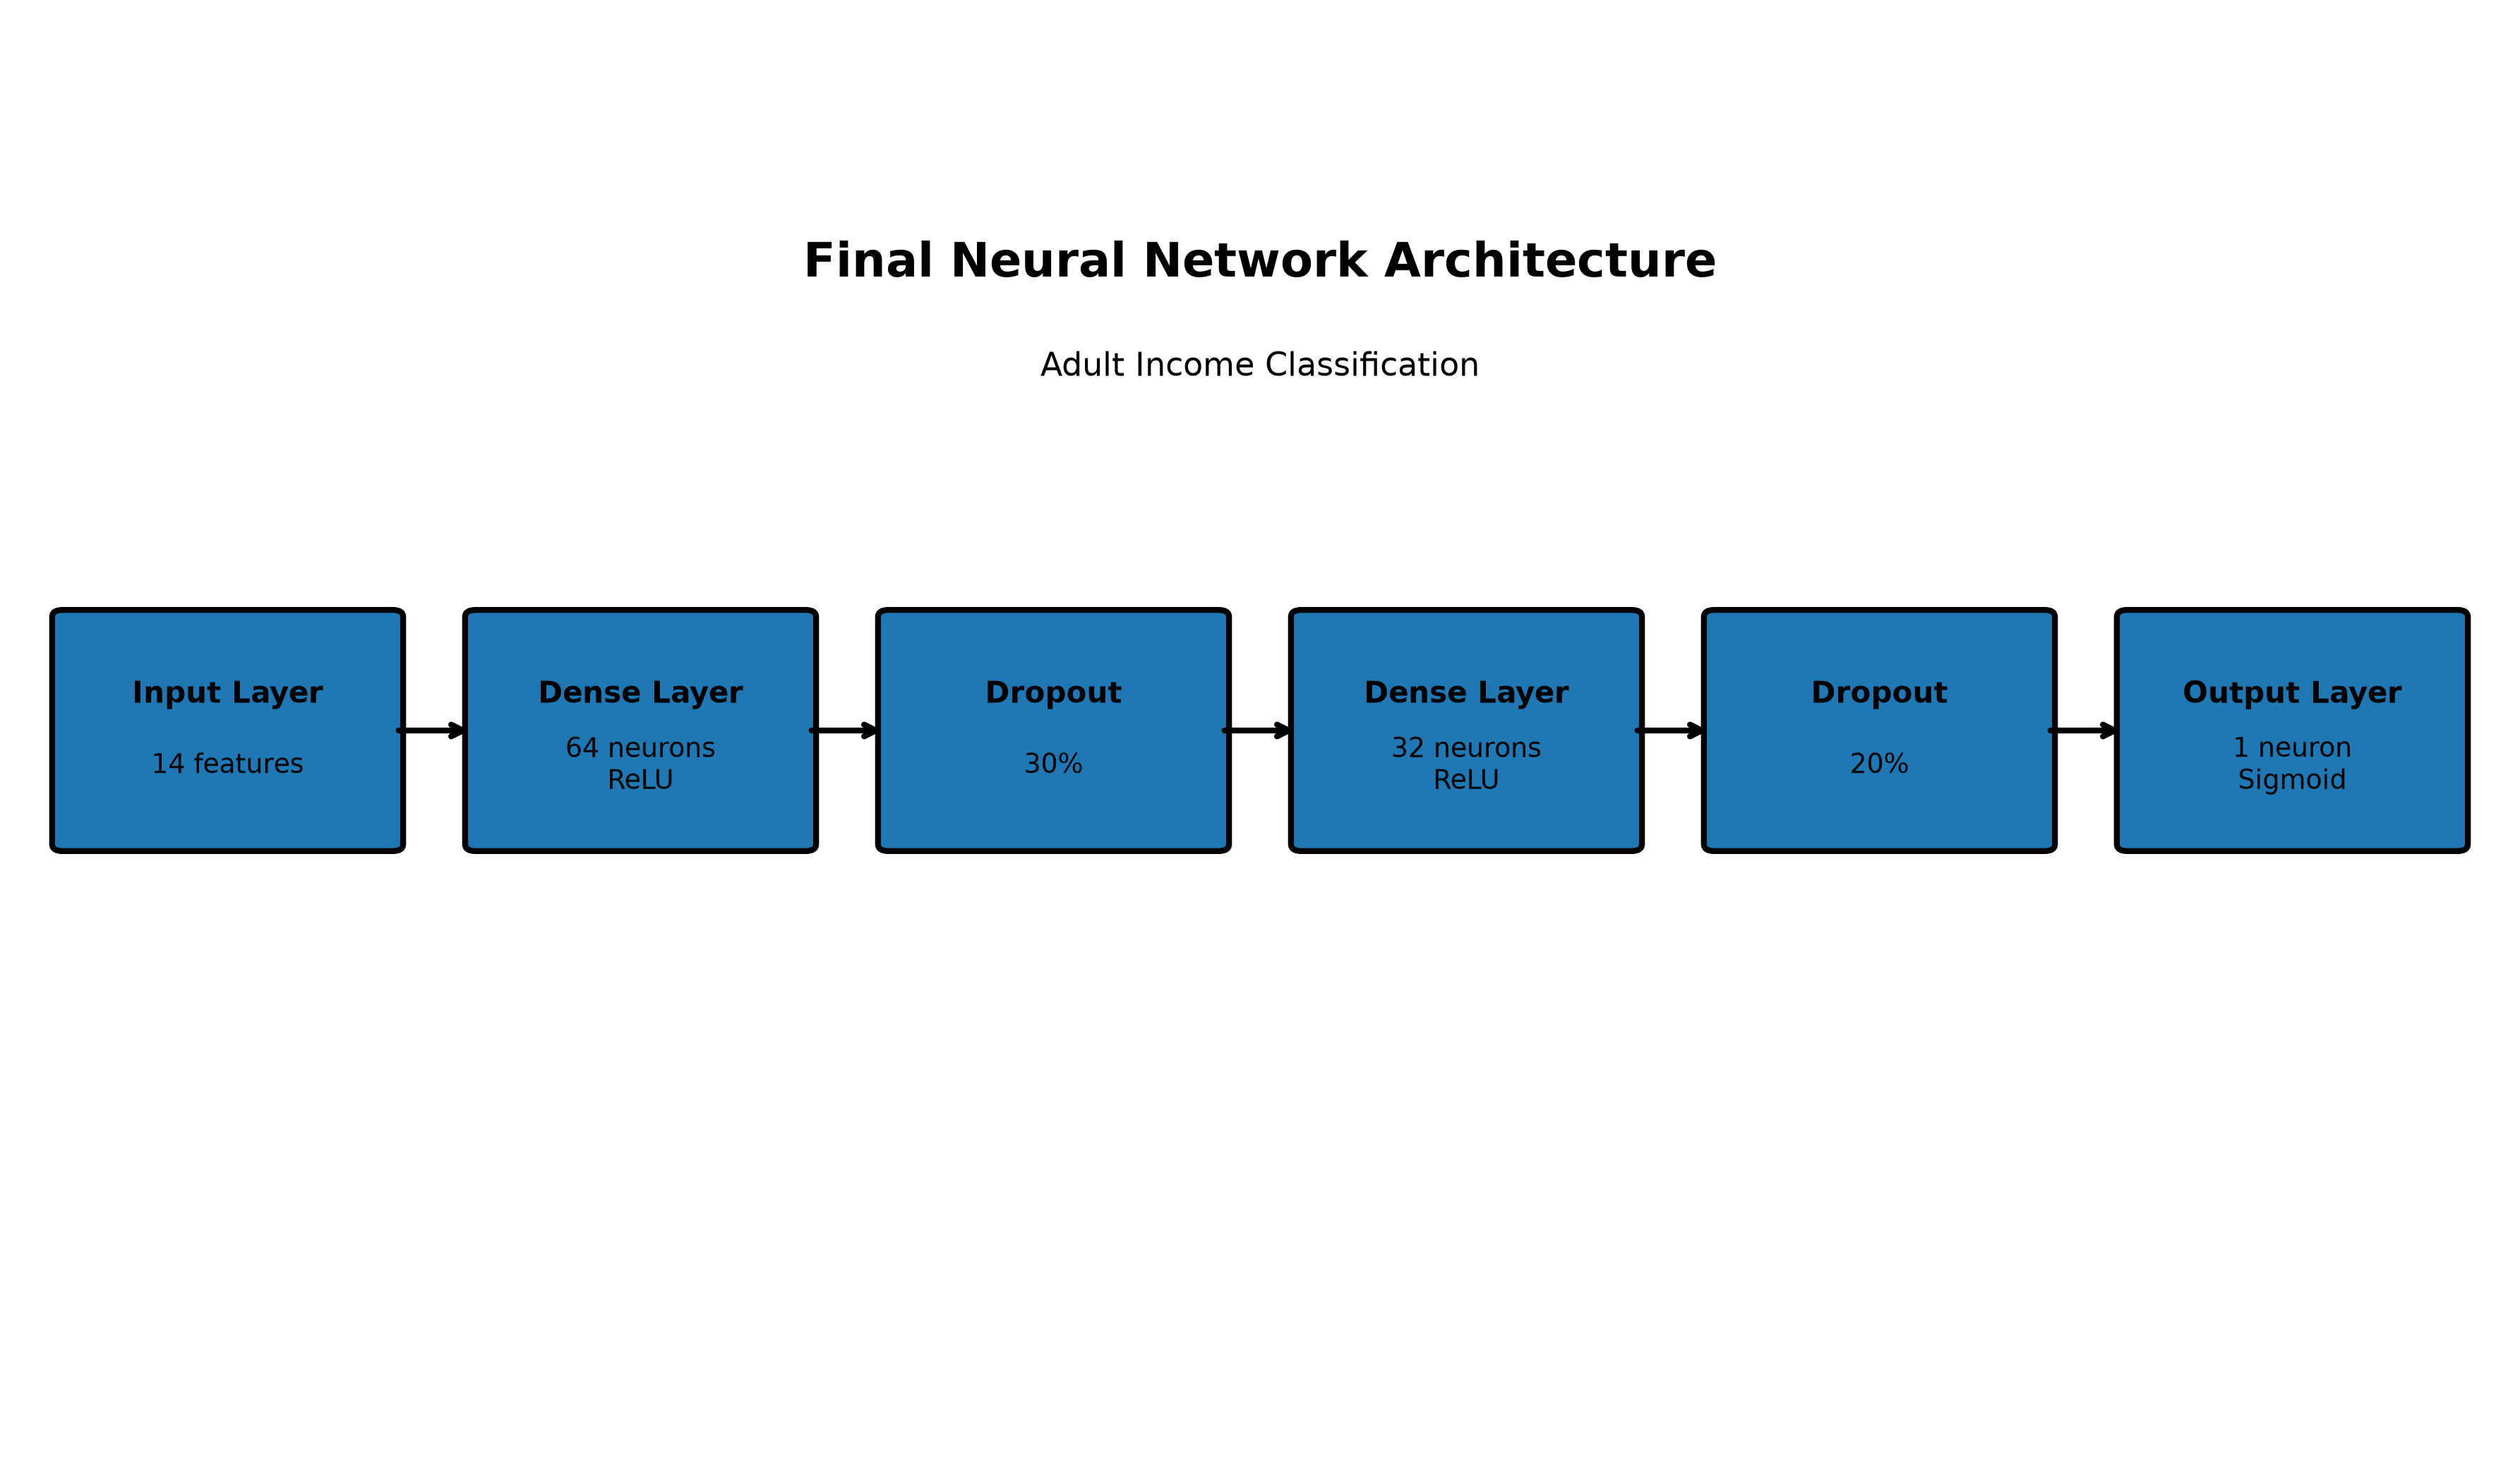 Final Neural Network Architecture
Adult Income Classification
Input Layer
14 features
Dense Layer
64 neurons
ReLU
Dropout
30%
Dense Layer
32 neurons
ReLU
Dropout
20%
Output Layer
1 neuron
Sigmoid